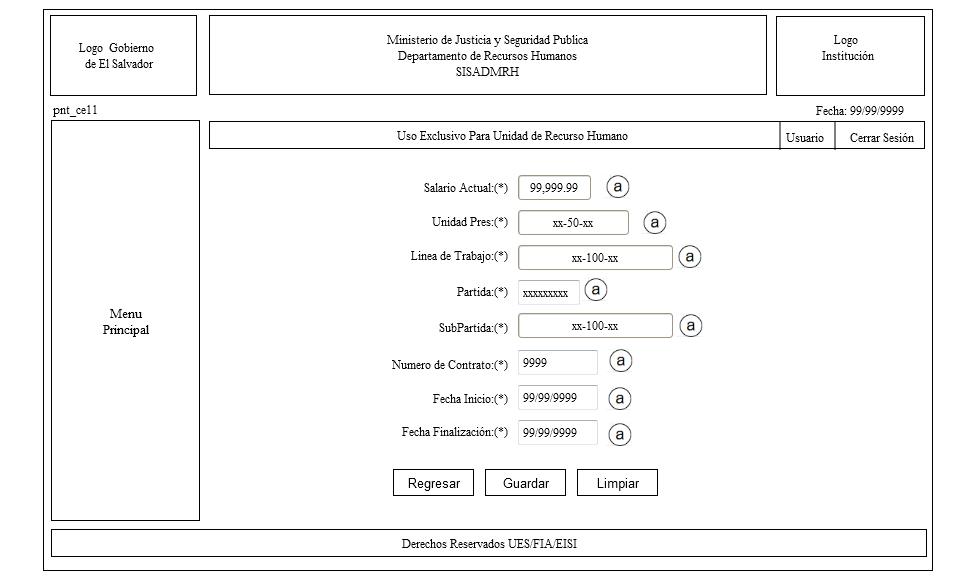 Logo Gobierno
de El Salvador
Ministerio de Justicia y Seguridad Publica
Departamento de Recursos Humanos
SISADMRH
Logo
Institución
pnt_ce11
Fecha: 99/99/9999
Uso Exclusivo Para Unidad de Recurso Humano
Usuario
Cerrar Sesión
Menu
Principal
Salario Actual:(*) 99,999.99 a
Unidad Pres:(*) xx-50-xx a
Linea de Trabajo:(*) xx-100-xx a
Partida:(*) xxxxxxxxx a
SubPartida:(*) xx-100-xx a
Numero de Contrato:(*) 9999 a
Fecha Inicio:(*) 99/99/9999 a
Fecha Finalización:(*) 99/99/9999 a
Regresar Guardar Limpiar
Derechos Reservados UES/FIA/EISI